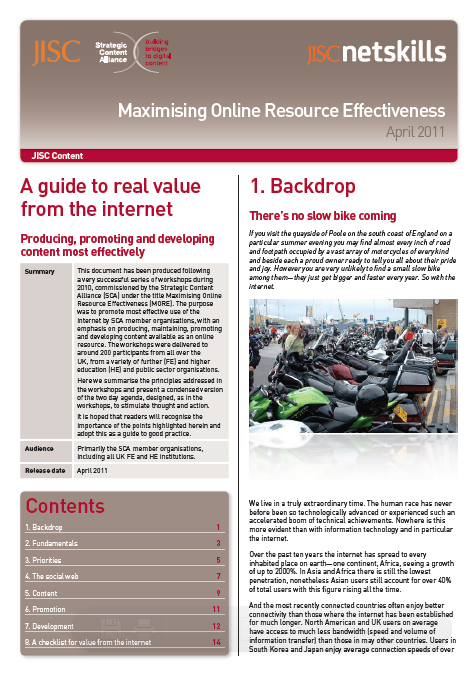 JISC
Strategic
Content
Alliance
building
bridges
to digital
content
JISC netskills
Maximising Online Resource Effectiveness
April 2011
JISC Content
A guide to real value
from the internet
Producing, promoting and developing
content most effectively
Summary
This document has been produced following
a very successful series of workshops during
2010, commissioned by the Strategic Content
Alliance (SCA) under the title Maximising Online
Resource Effectiveness (MORE). The purpose
was to promote most effective use of the
internet by SCA member organisations, with an
emphasis on producing, maintaining, promoting
and developing content available as an online
resource. The workshops were delivered to
around 200 participants from all over the
UK, from a variety of further (FE) and higher
education (HE) and public sector organisations.
Here we summarise the principles addressed in
the workshops and present a condensed version
of the two day agenda, designed, as in the
workshops, to stimulate thought and action.
It is hoped that readers will recognise the
importance of the points highlighted herein and
adopt this as a guide to good practice.
Audience
Primarily the SCA member organisations,
including all UK FE and HE institutions.
Release date
April 2011
Contents
1. Backdrop 1
2. Fundamentals 3
3. Priorities 5
4. The social web 7
5. Content 9
6. Promotion 11
7. Development 12
8. A checklist for value from the internet 14
1. Backdrop
There's no slow bike coming
If you visit the quayside of Poole on the south coast of England on a
particular summer evening you may find almost every inch of road
and footpath occupied by a vast array of motorcycles of every kind
and beside each a proud owner ready to tell you all about their pride
and joy. However you are very unlikely to find a small slow bike
among them—they just get bigger and faster every year. So with the
internet.
We live in a truly extraordinary time. The human race has never
before been so technologically advanced or experienced such an
accelerated boom of technical achievements. Nowhere is this
more evident than with information technology and in particular
the internet.
Over the past ten years the internet has spread to every
inhabited place on earth—one continent, Africa, seeing a growth
of up to 2000%. In Asia and Africa there is still the lowest
penetration, nonetheless Asian users still account for over 40%
of total users with this figure rising all the time.
And the most recently connected countries often enjoy better
connectivity than those where the internet has been established
for much longer. North American and UK users on average
have access to much less bandwidth (speed and volume of
information transfer) than those in may other countries. Users in
South Korea and Japan enjoy average connection speeds of over